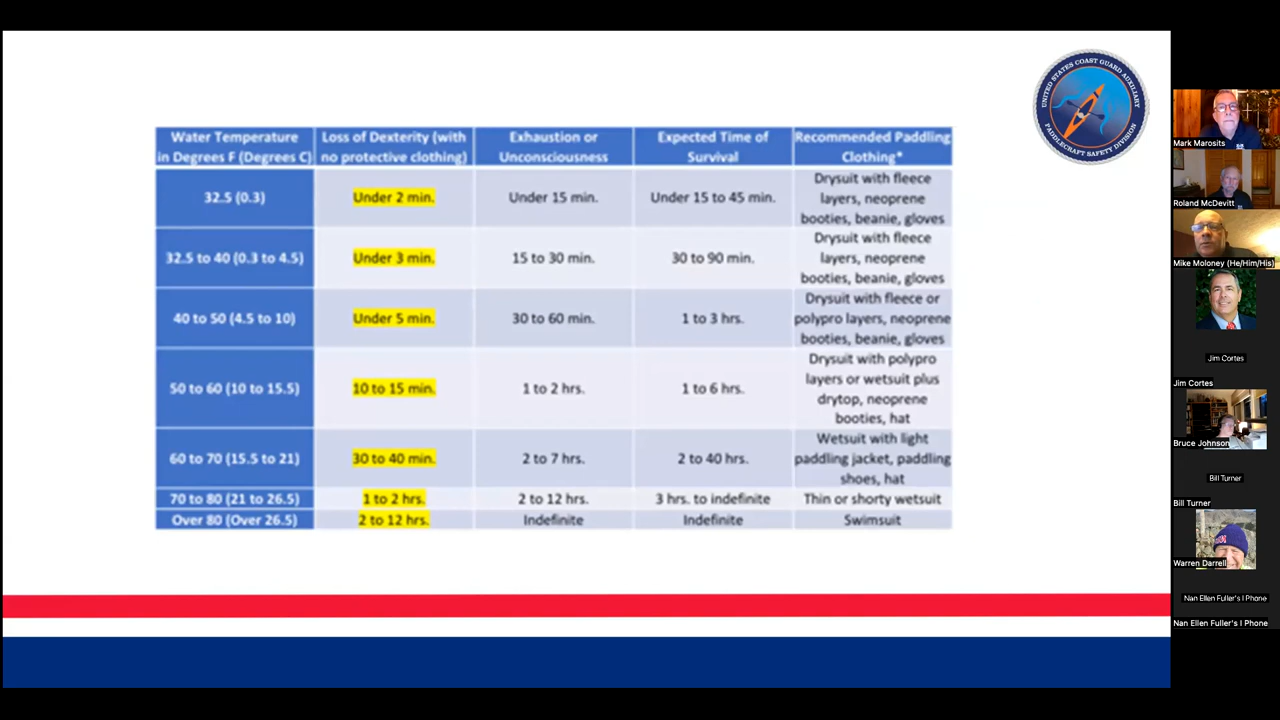 UNITED STATES COAST GUARD AUXILIARY
PADDLECRAFT SAFETY DIVISION
Water Temperature
in Degrees F (Degrees C)
Loss of Dexterity (with
no protective clothing)
Exhaustion or
Unconsciousness
Expected Time of
Survival
Recommended Paddling
Clothing*
32.5 (0.3)
Under 2 min.
Under 15 min.
Under 15 to 45 min.
Drysuit with fleece
layers, neoprene
booties, beanie, gloves
32.5 to 40 (0.3 to 4.5)
Under 3 min.
15 to 30 min.
30 to 90 min.
Drysuit with fleece
layers, neoprene
booties, beanie, gloves
40 to 50 (4.5 to 10)
Under 5 min.
30 to 60 min.
1 to 3 hrs.
Drysuit with fleece or
polypro layers, neoprene
booties, beanie, gloves
50 to 60 (10 to 15.5)
10 to 15 min.
1 to 2 hrs.
1 to 6 hrs.
Drysuit with polypro
layers or wetsuit plus
drytop, neoprene
booties, hat
60 to 70 (15.5 to 21)
30 to 40 min.
2 to 7 hrs.
2 to 40 hrs.
Wetsuit with light
paddling jacket, paddling
shoes, hat
70 to 80 (21 to 26.5)
1 to 2 hrs.
2 to 12 hrs.
3 hrs. to indefinite
Thin or shorty wetsuit
Over 80 (Over 26.5)
2 to 12 hrs.
Indefinite
Indefinite
Swimsuit
Mark Marosits
Roland McDevitt
Mike Moloney (He/Him/His)
Jim Cortes
Jim Cortes
Bruce Johnson
Bill Turner
Bill Turner
Warren Darrell
Nan Ellen Fuller's I Phone
Nan Ellen Fuller's I Phone